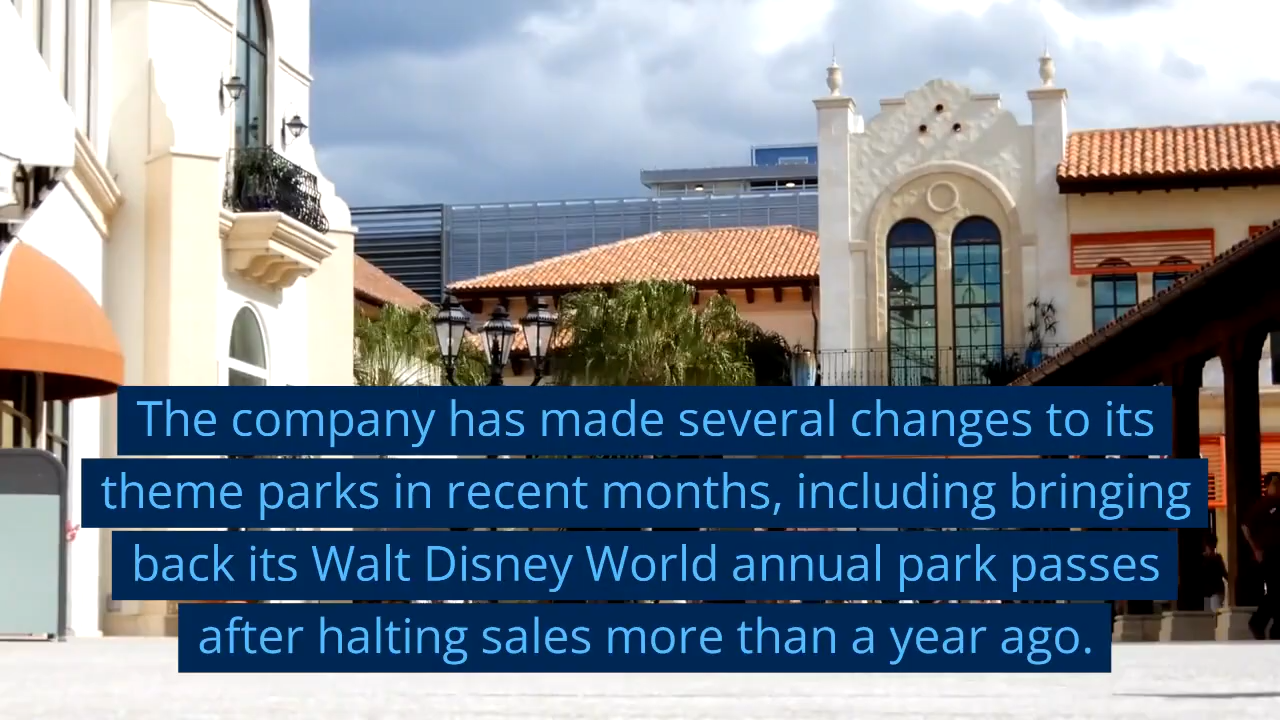 The company has made several changes to its
theme parks in recent months, including bringing
back its Walt Disney World annual park passes
after halting sales more than a year ago.